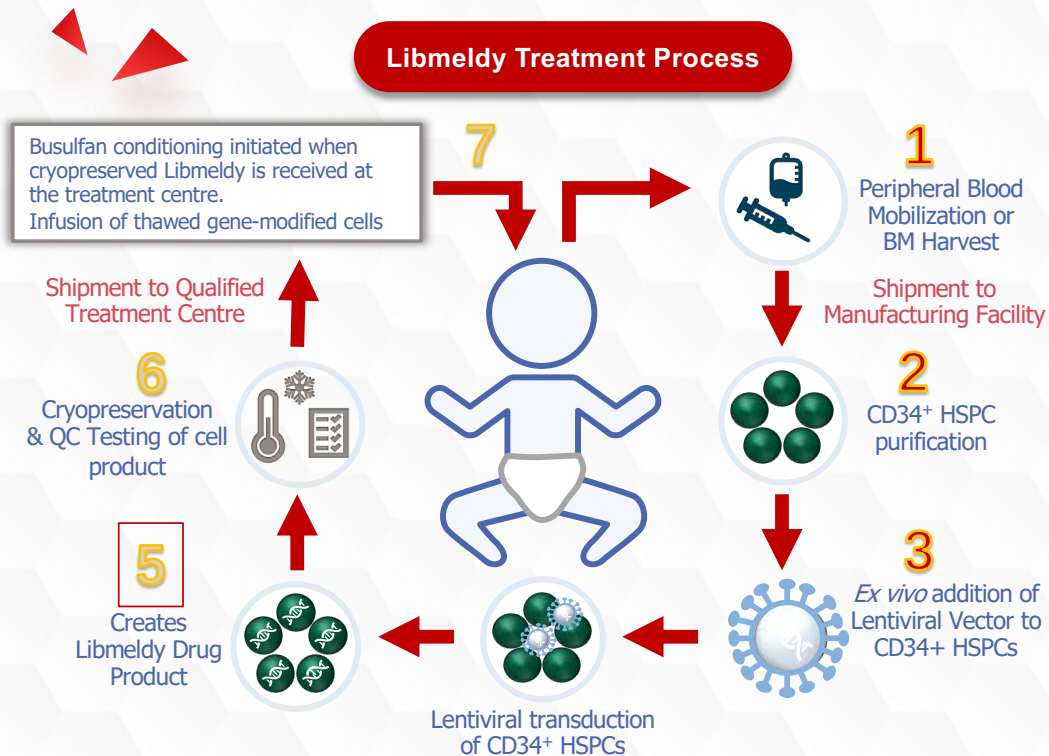 Libmeldy Treatment Process
Busulfan conditioning initiated when
cryopreserved Libmeldy is received at
the treatment centre.
Infusion of thawed gene-modified cells
7
1
Peripheral Blood
Mobilization or
BM Harvest
Shipment to
Manufacturing Facility
2
CD34⁺ HSPC
purification
3
Ex vivo addition of
Lentiviral Vector to
CD34+ HSPCs
Lentiviral transduction
of CD34⁺ HSPCs
5
Creates
Libmeldy Drug
Product
6
Cryopreservation
& QC Testing of cell
product
Shipment to Qualified
Treatment Centre